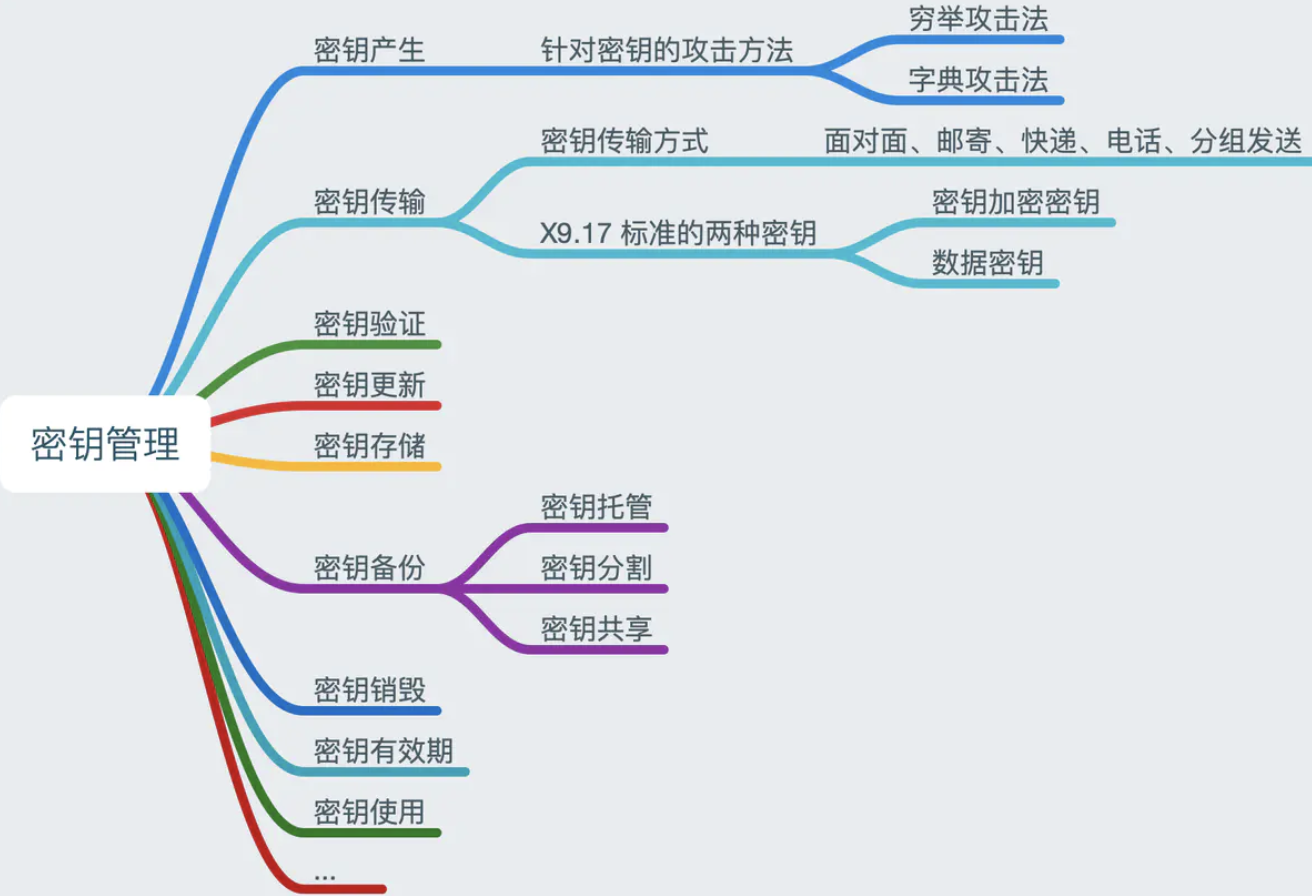 密钥管理
密钥产生
针对密钥的攻击方法
穷举攻击法
字典攻击法
密钥传输
密钥传输方式
面对面、邮寄、快递、电话、分组发送
X9.17 标准的两种密钥
密钥加密密钥
数据密钥
密钥验证
密钥更新
密钥存储
密钥备份
密钥托管
密钥分割
密钥共享
密钥销毁
密钥有效期
密钥使用
...